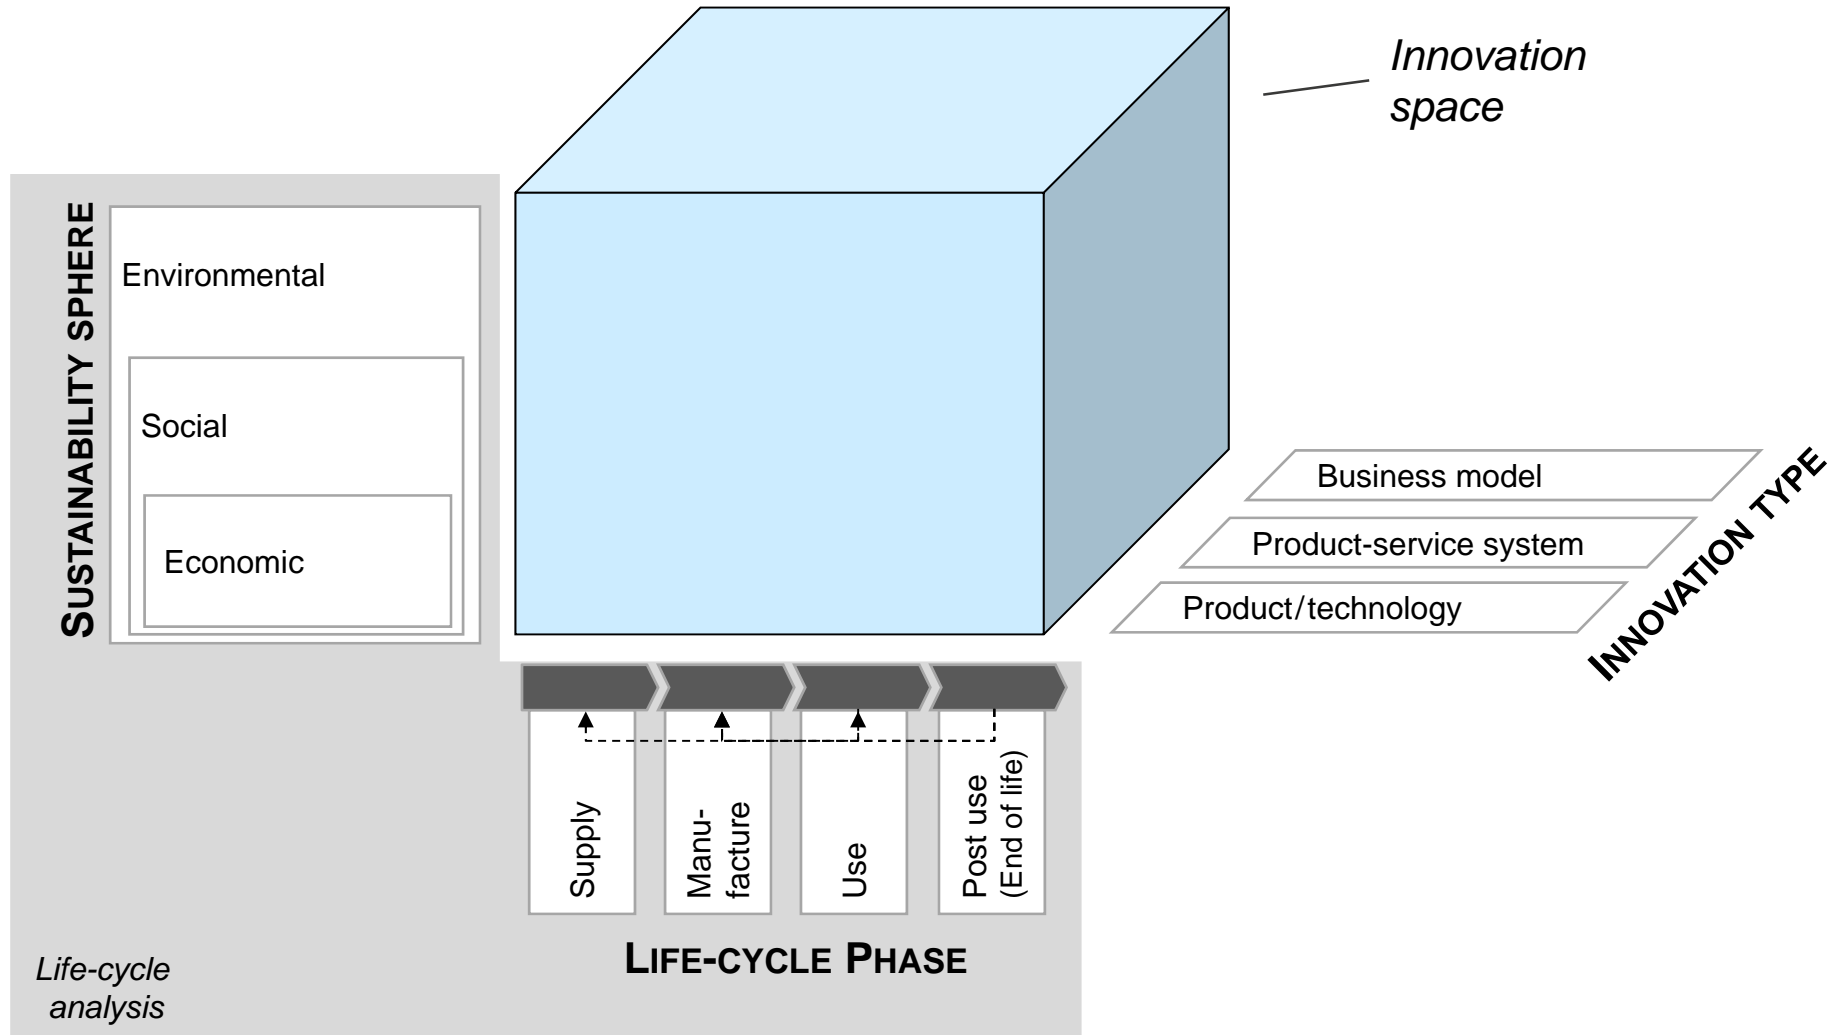 Innovation
space
SUSTAINABILITY SPHERE
Environmental
Social
Economic
Business model
Product-service system
Product/technology
INNOVATION TYPE
Supply
Manu-
facture
Use
Post use
(End of life)
LIFE-CYCLE PHASE
Life-cycle
analysis